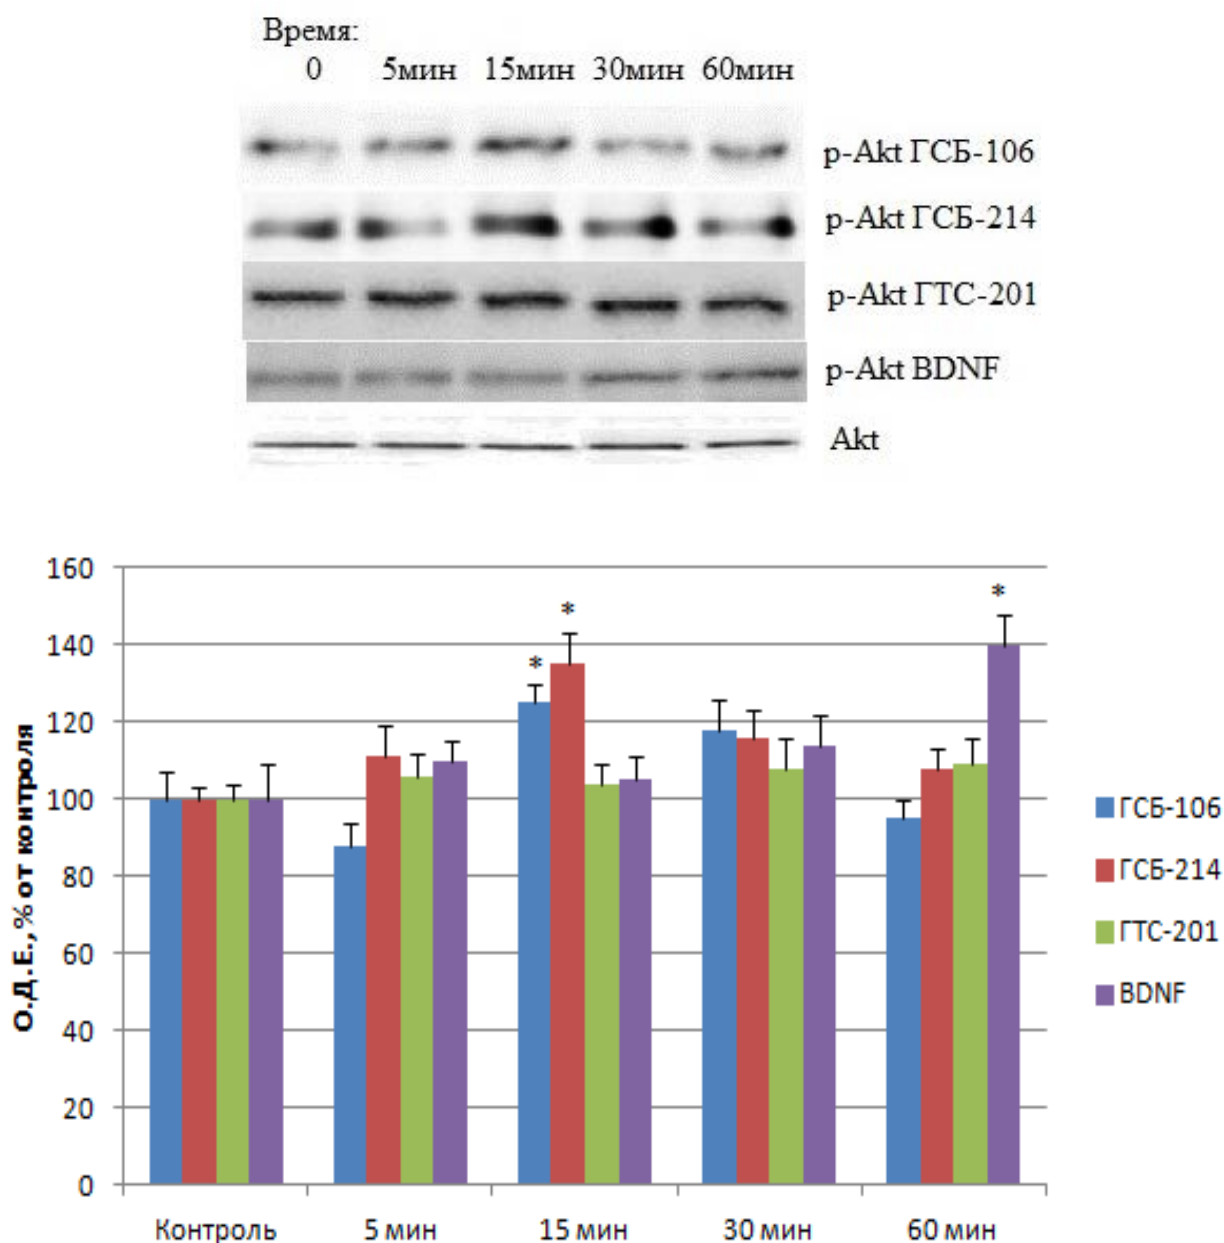 Время:
0 5мин 15мин 30мин 60мин
p-Akt ГСБ-106
p-Akt ГСБ-214
p-Akt ГТС-201
p-Akt BDNF
Akt
160
140
120
100
80
60
40
20
0
О.Д.Е., % от контроля
* * *
Контроль 5 мин 15 мин 30 мин 60 мин
ГСБ-106
ГСБ-214
ГТС-201
BDNF